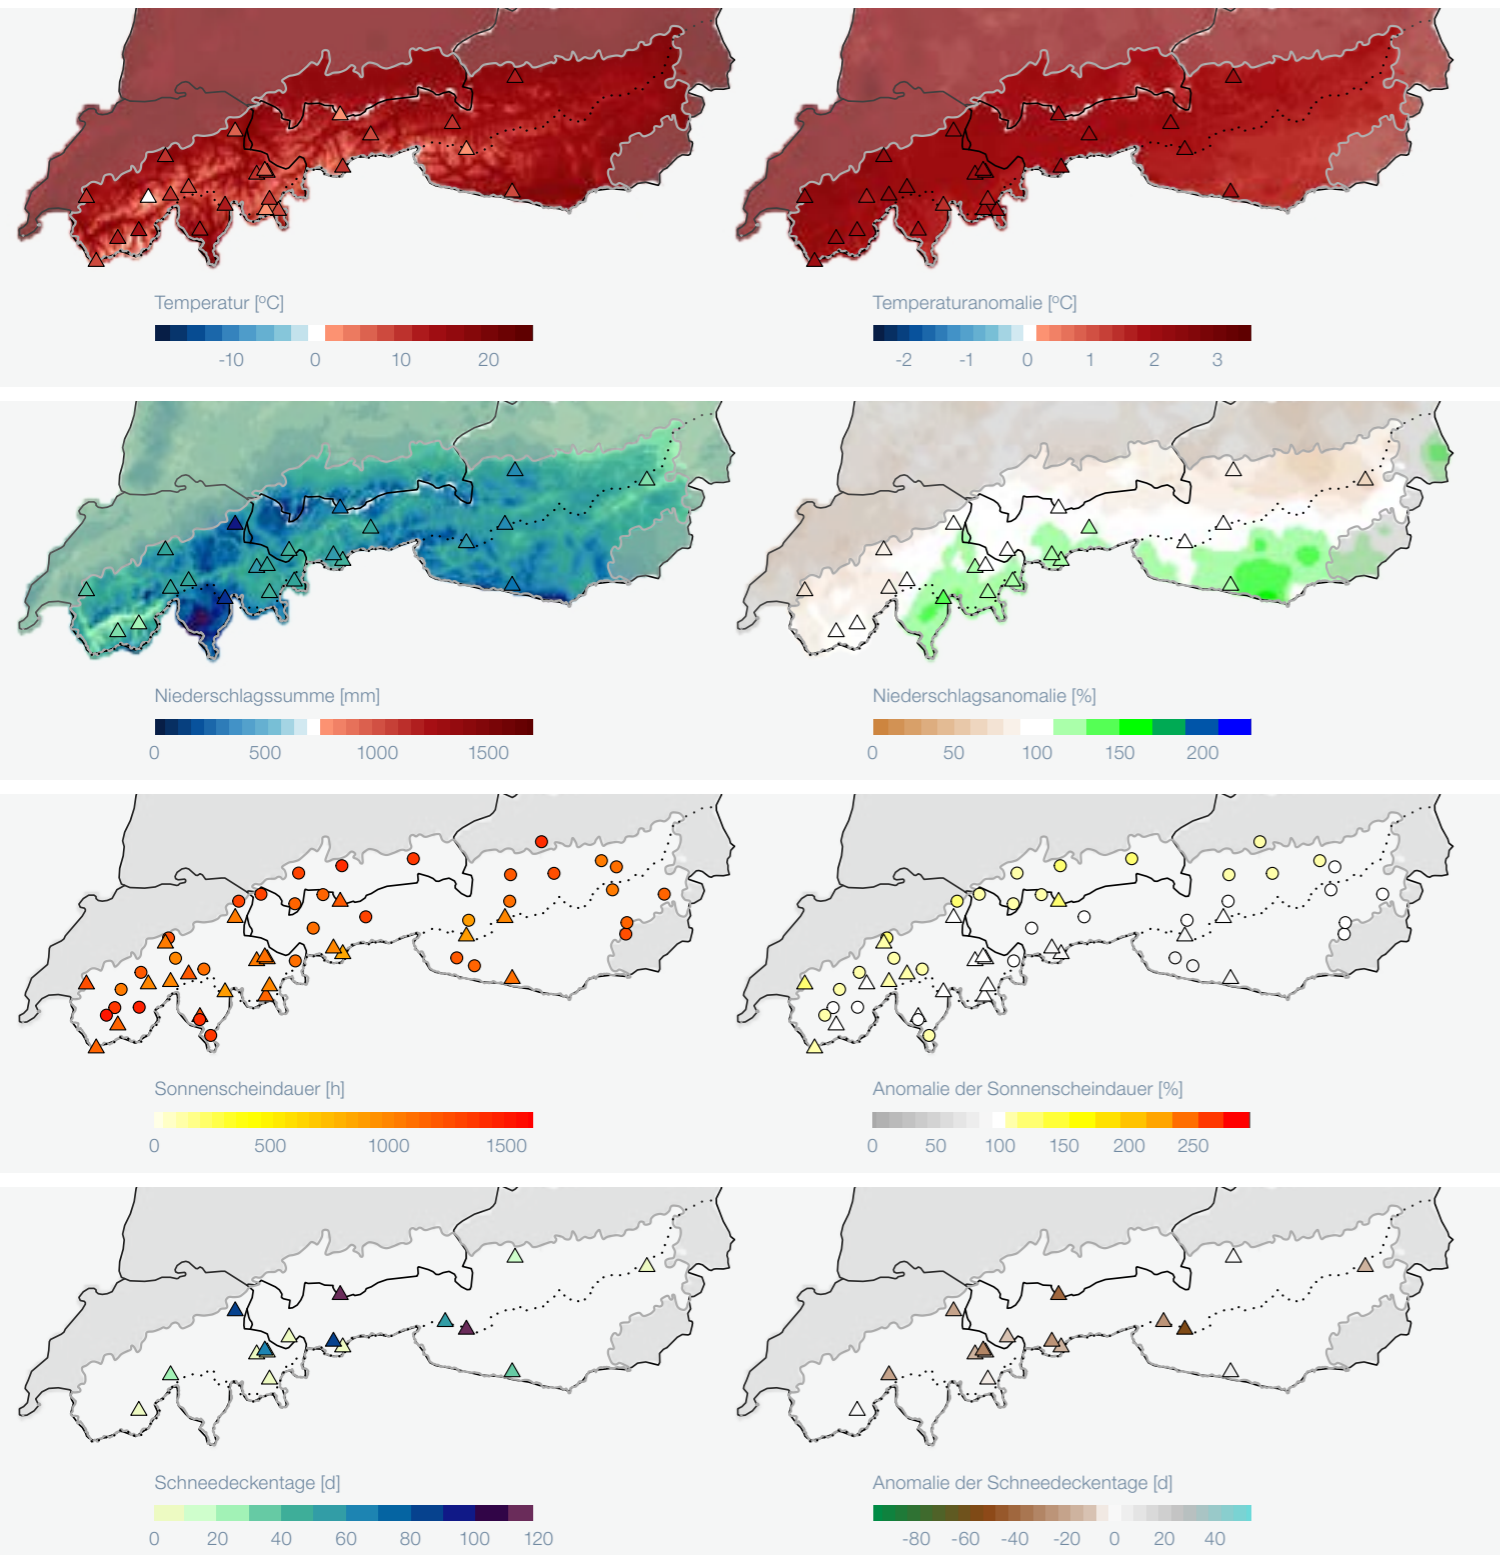 Temperatur [°C]
-10 0 10 20
Temperaturanomalie [°C]
-2 -1 0 1 2 3
Niederschlagssumme [mm]
0 500 1000 1500
Niederschlagsanomalie [%]
0 50 100 150 200
Sonnenscheindauer [h]
0 500 1000 1500
Anomalie der Sonnenscheindauer [%]
0 50 100 150 200 250
Schneedeckentage [d]
0 20 40 60 80 100 120
Anomalie der Schneedeckentage [d]
-80 -60 -40 -20 0 20 40